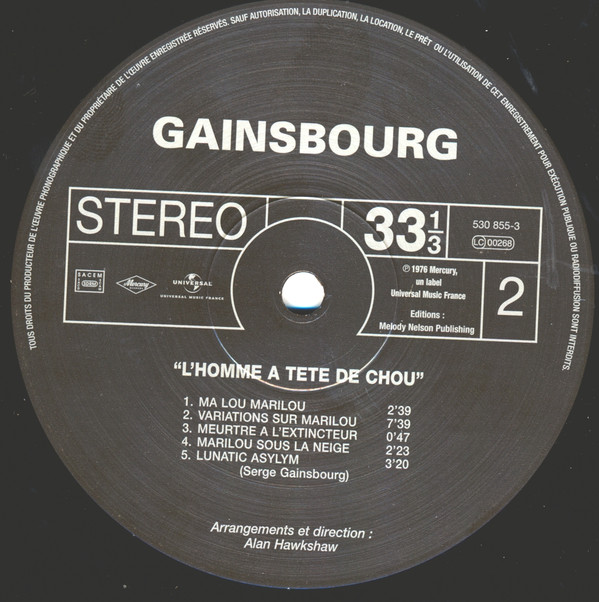 TOUS DROITS DU PRODUCTEUR DE L'ŒUVRE PHONOGRAPHIQUE ET DU PROPRIÉTAIRE DE L'ŒUVRE ENREGISTRÉE RÉSERVÉS. SAUF AUTORISATION, LA DUPLICATION, LA LOCATION, LE PRÊT OU L'UTILISATION DE CET ENREGISTREMENT POUR EXÉCUTION PUBLIQUE OU RADIODIFFUSION SONT INTERDITS.
GAINSBOURG
STEREO
33 1/3
530 855-3
LC 00268
SACEM
Mercury
UNIVERSAL
UNIVERSAL MUSIC FRANCE
℗ 1976 Mercury,
un label
Universal Music France
Editions :
Melody Nelson Publishing
2
"L'HOMME A TETE DE CHOU"
1. MA LOU MARILOU 2'39
2. VARIATIONS SUR MARILOU 7'39
3. MEURTRE A L'EXTINCTEUR 0'47
4. MARILOU SOUS LA NEIGE 2'23
5. LUNATIC ASYLYM 3'20
(Serge Gainsbourg)
Arrangements et direction :
Alan Hawkshaw